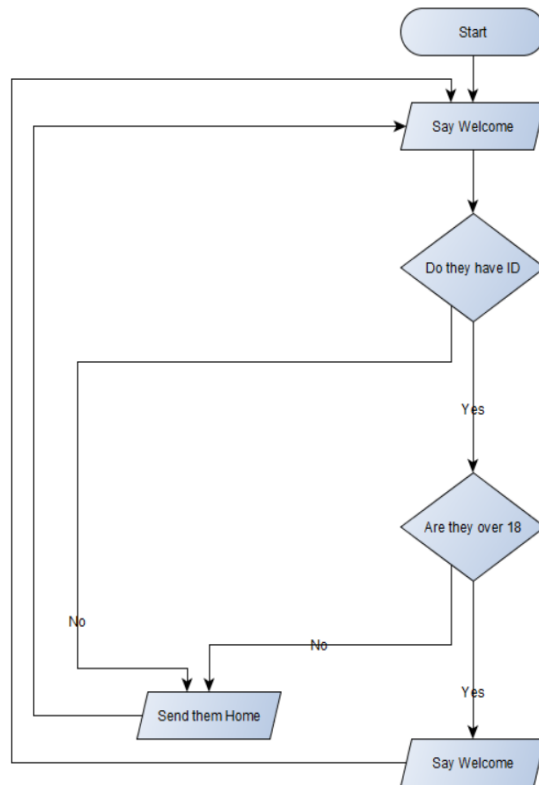 Start
Say Welcome
Do they have ID
Yes
Are they over 18
No
No
Yes
Send them Home
Say Welcome